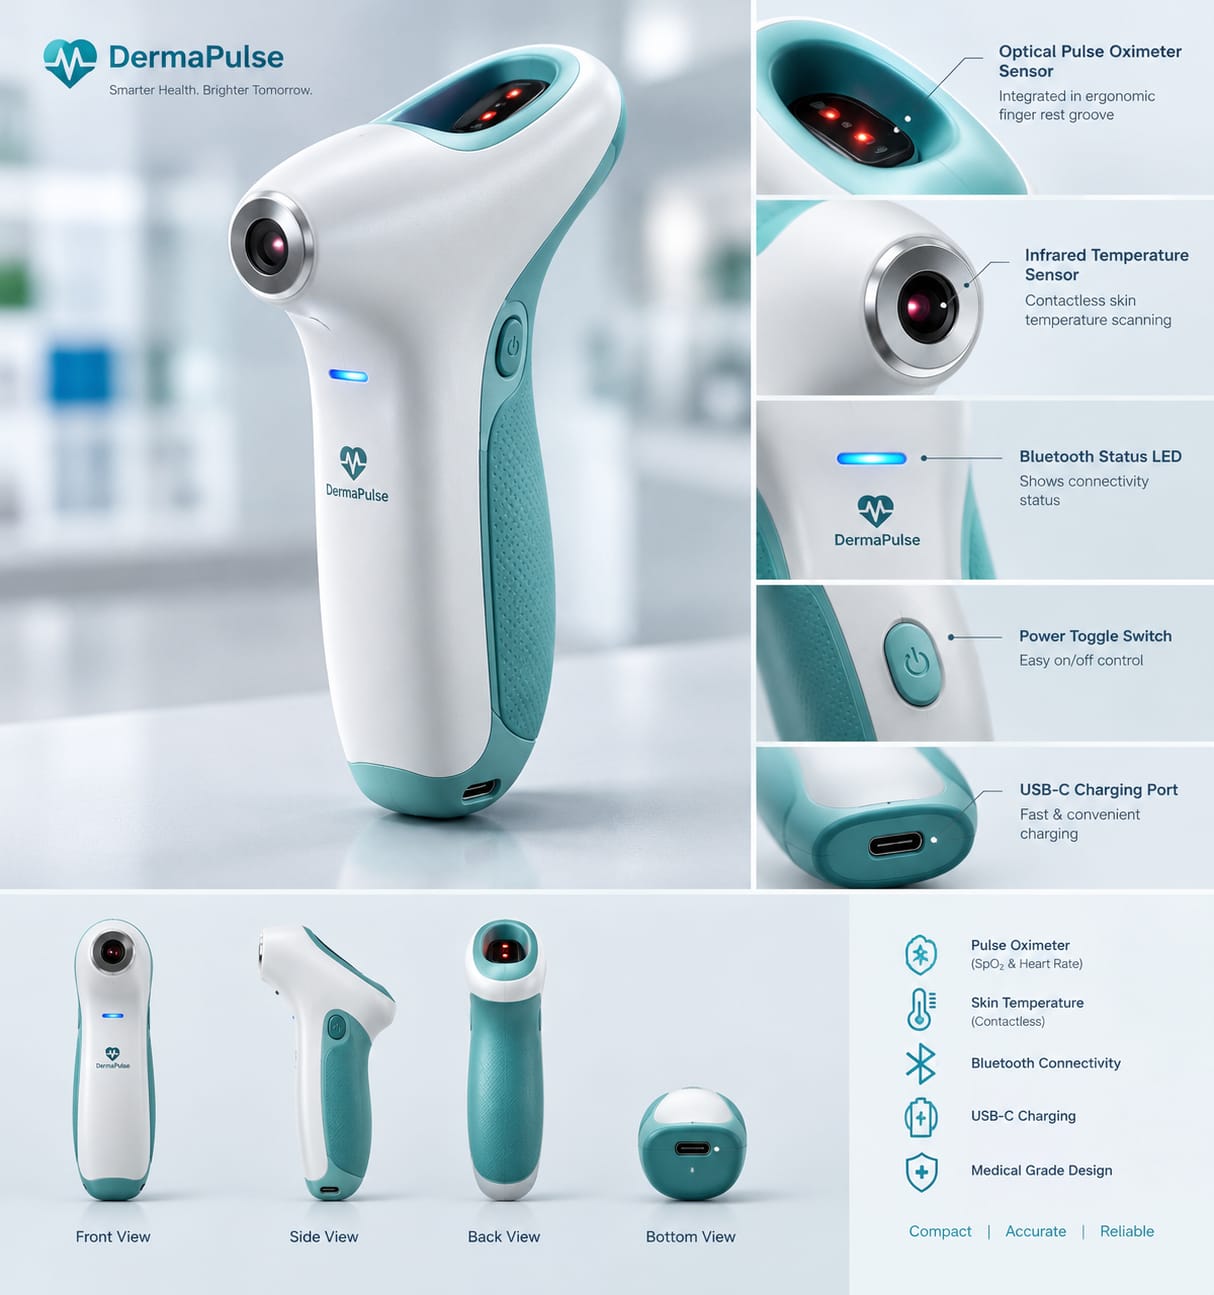 DermaPulse
Smarter Health. Brighter Tomorrow.
DermaPulse
Optical Pulse Oximeter
Sensor
Integrated in ergonomic
finger rest groove
Infrared Temperature
Sensor
Contactless skin
temperature scanning
Bluetooth Status LED
Shows connectivity
status
DermaPulse
Power Toggle Switch
Easy on/off control
USB-C Charging Port
Fast & convenient
charging
DermaPulse
Front View
Side View
Back View
Bottom View
Pulse Oximeter
(SpO₂ & Heart Rate)
Skin Temperature
(Contactless)
Bluetooth Connectivity
USB-C Charging
Medical Grade Design
Compact | Accurate | Reliable